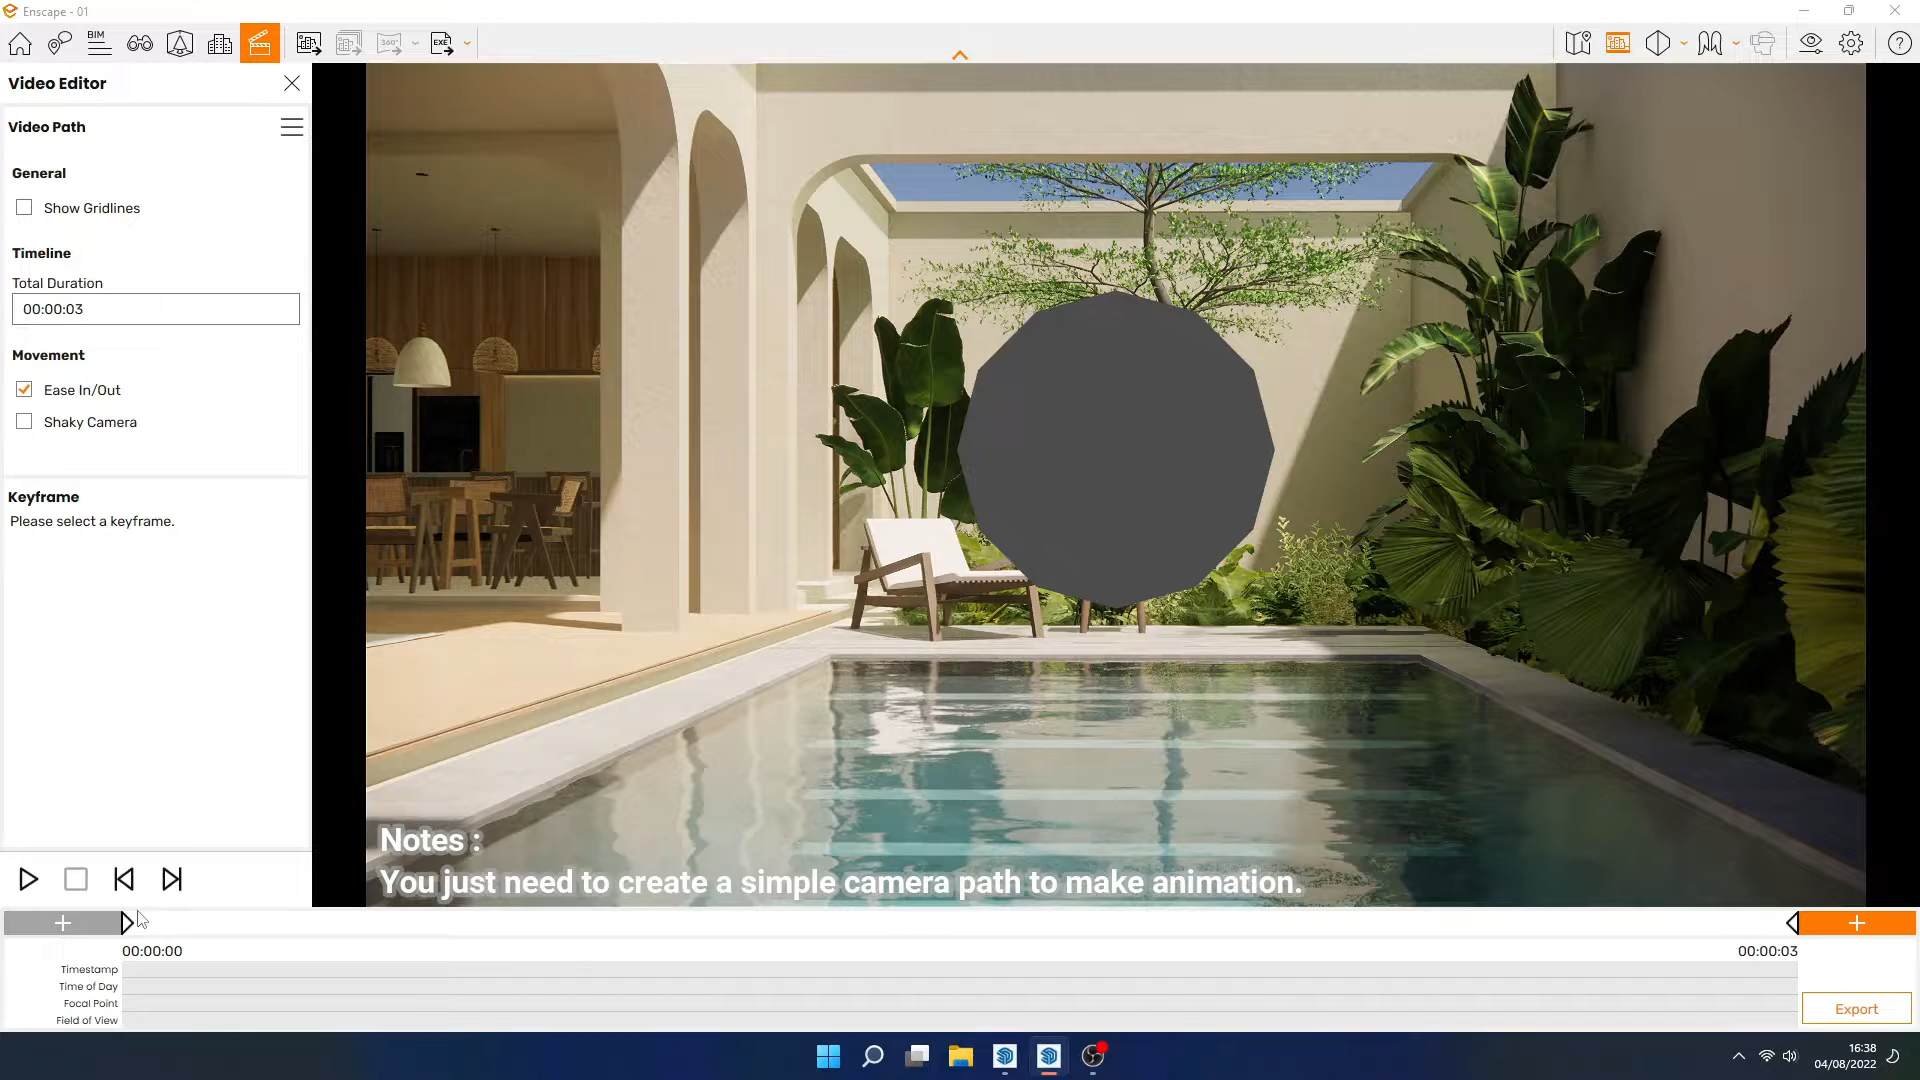 Enscape - 01
BIM
360°
EXE
Video Editor
Video Path
General
Show Gridlines
Timeline
Total Duration
00:00:03
Movement
Ease In/Out
Shaky Camera
Keyframe
Please select a keyframe.
Notes :
You just need to create a simple camera path to make animation.
00:00:00
00:00:03
Timestamp
Time of Day
Focal Point
Field of View
Export
16:38
04/08/2022